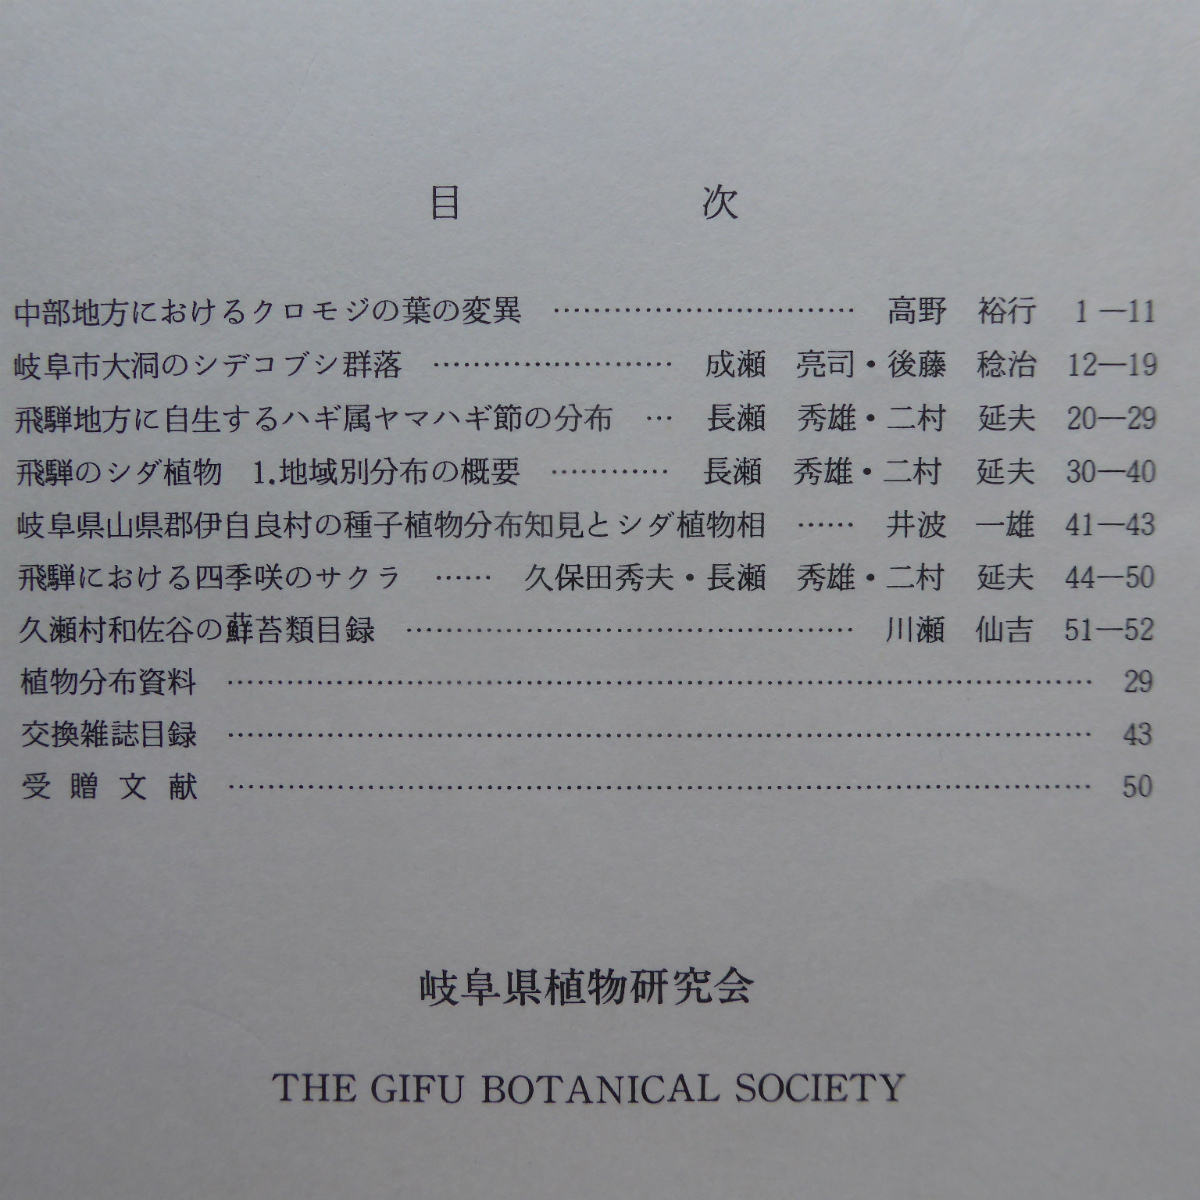 目　次
中部地方におけるクロモジの葉の変異 …………………………… 高野　裕行 1―11
岐阜市大洞のシデコブシ群落 ……………………… 成瀬　亮司・後藤　稔治 12―19
飛騨地方に自生するハギ属ヤマハギ節の分布 … 長瀬　秀雄・二村　延夫 20―29
飛騨のシダ植物　1.地域別分布の概要 ………… 長瀬　秀雄・二村　延夫 30―40
岐阜県山県郡伊自良村の種子植物分布知見とシダ植物相 …… 井波　一雄 41―43
飛騨における四季咲のサクラ …… 久保田秀夫・長瀬　秀雄・二村　延夫 44―50
久瀬村和佐谷の蘚苔類目録 ………………………………………… 川瀬　仙吉 51―52
植物分布資料 ………………………………………………………………………… 29
交換雑誌目録 ………………………………………………………………………… 43
受贈文献 ………………………………………………………………………… 50
岐阜県植物研究会
THE GIFU BOTANICAL SOCIETY